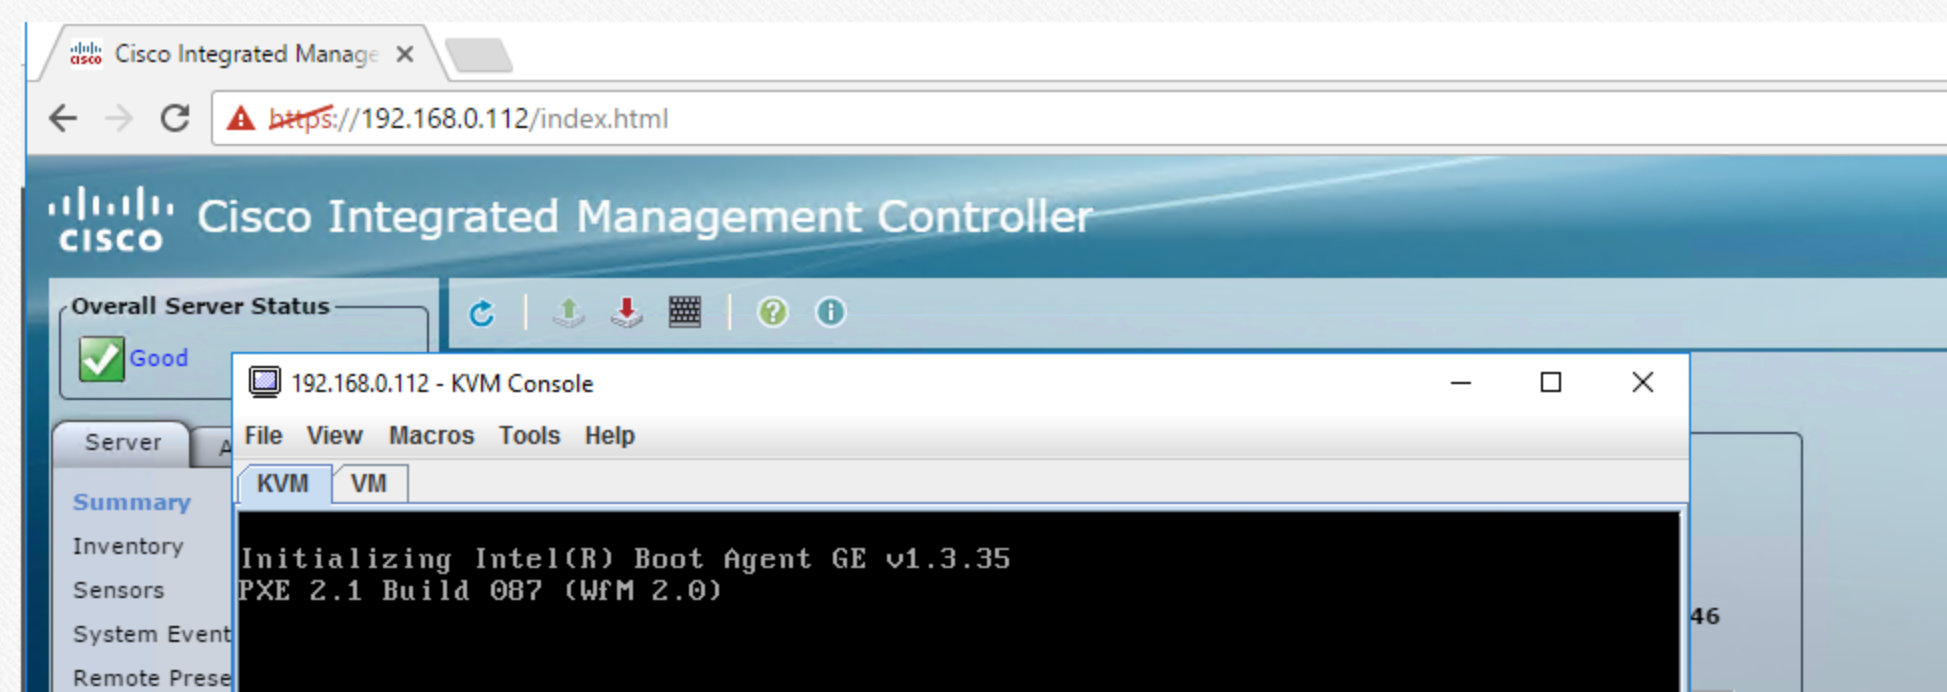 Cisco Integrated Manage
https://192.168.0.112/index.html
CISCO
Cisco Integrated Management Controller
Overall Server Status
Good
192.168.0.112 - KVM Console
File View Macros Tools Help
Server A
KVM VM
Summary
Inventory
Sensors
System Event
Remote Prese
Initializing Intel(R) Boot Agent GE v1.3.35
PXE 2.1 Build 087 (WfM 2.0)
46